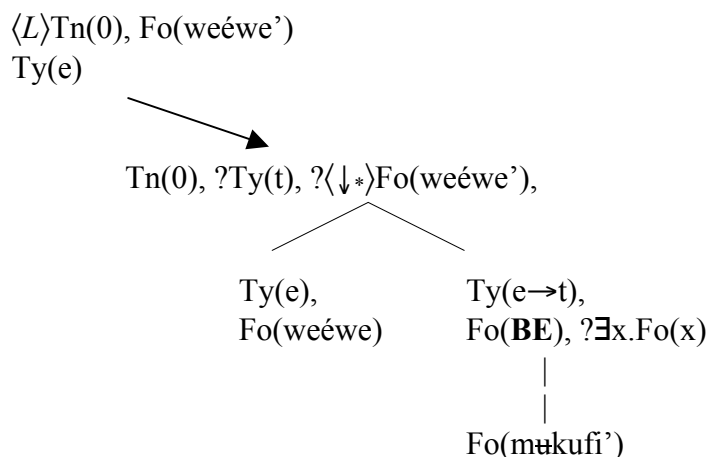 ⟨L⟩Tn(0), Fo(weéwe’)
Ty(e)
Tn(0), ?Ty(t), ?⟨↓*⟩Fo(weéwe’),
Ty(e), Ty(e→t),
Fo(weéwe) Fo(BE), ?∃x.Fo(x)
Fo(mʉkufi’)